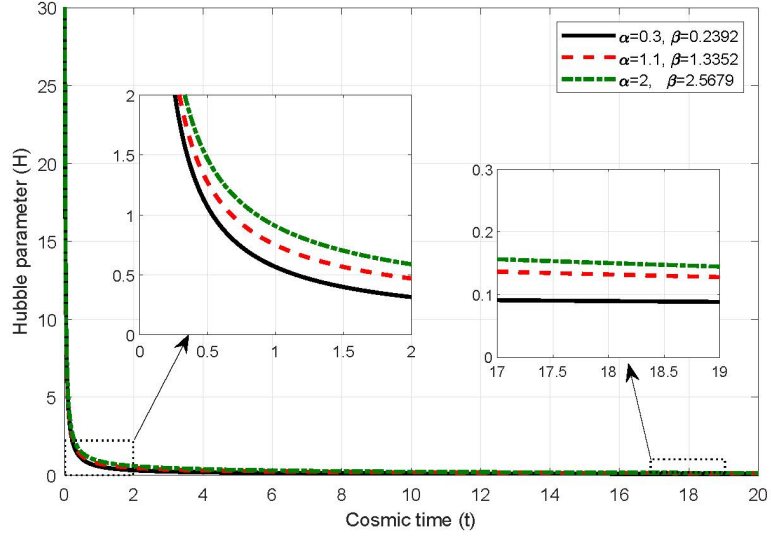 30
25
20
15
10
5
0
Hubble parameter (H)
α=0.3, β=0.2392
α=1.1, β=1.3352
α=2, β=2.5679
2
1.5
1
0.5
0
0 0.5 1 1.5 2
0.3
0.2
0.1
0
17 17.5 18 18.5 19
0 2 4 6 8 10 12 14 16 18 20
Cosmic time (t)